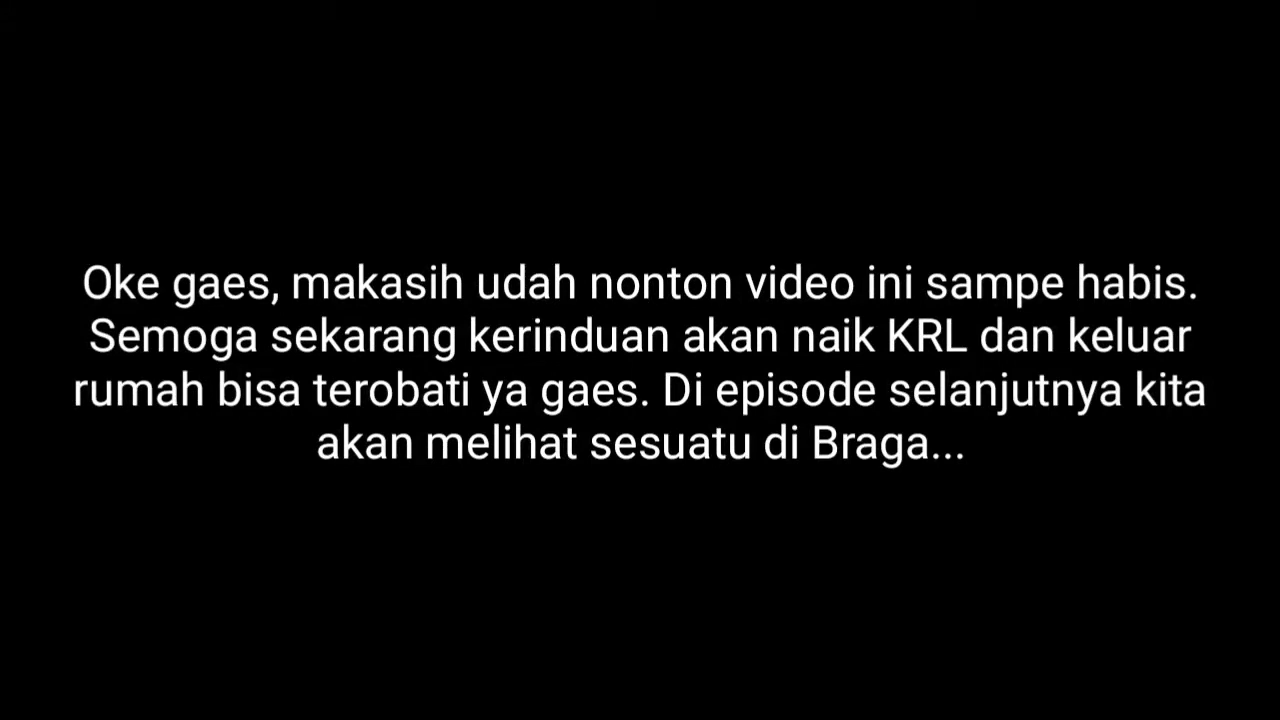 Oke gaes, makasih udah nonton video ini sampe habis.
Semoga sekarang kerinduan akan naik KRL dan keluar
rumah bisa terobati ya gaes. Di episode selanjutnya kita
akan melihat sesuatu di Braga...